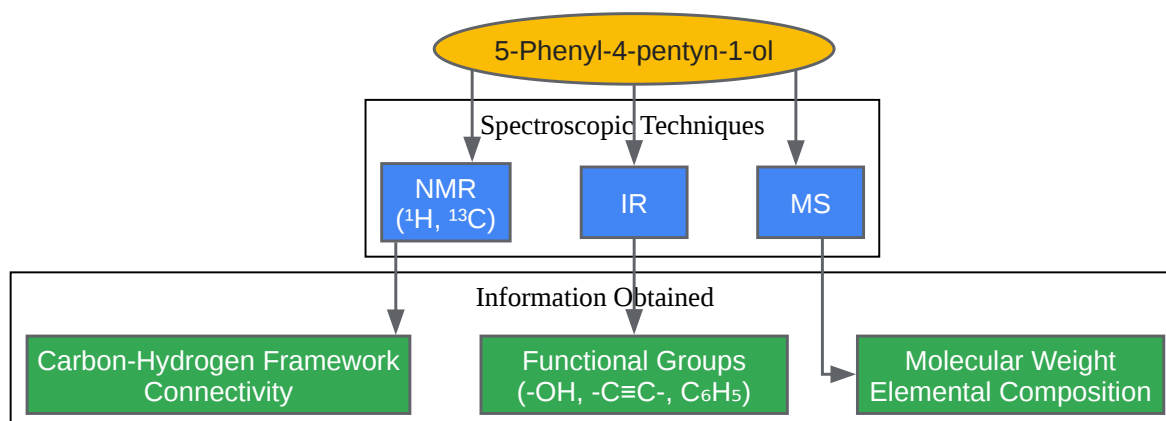 5-Phenyl-4-pentyn-1-ol
Spectroscopic Techniques
NMR
(¹H, ¹³C)
IR
MS
Information Obtained
Carbon-Hydrogen Framework
Connectivity
Functional Groups
(-OH, -C≡C-, C₆H₅)
Molecular Weight
Elemental Composition